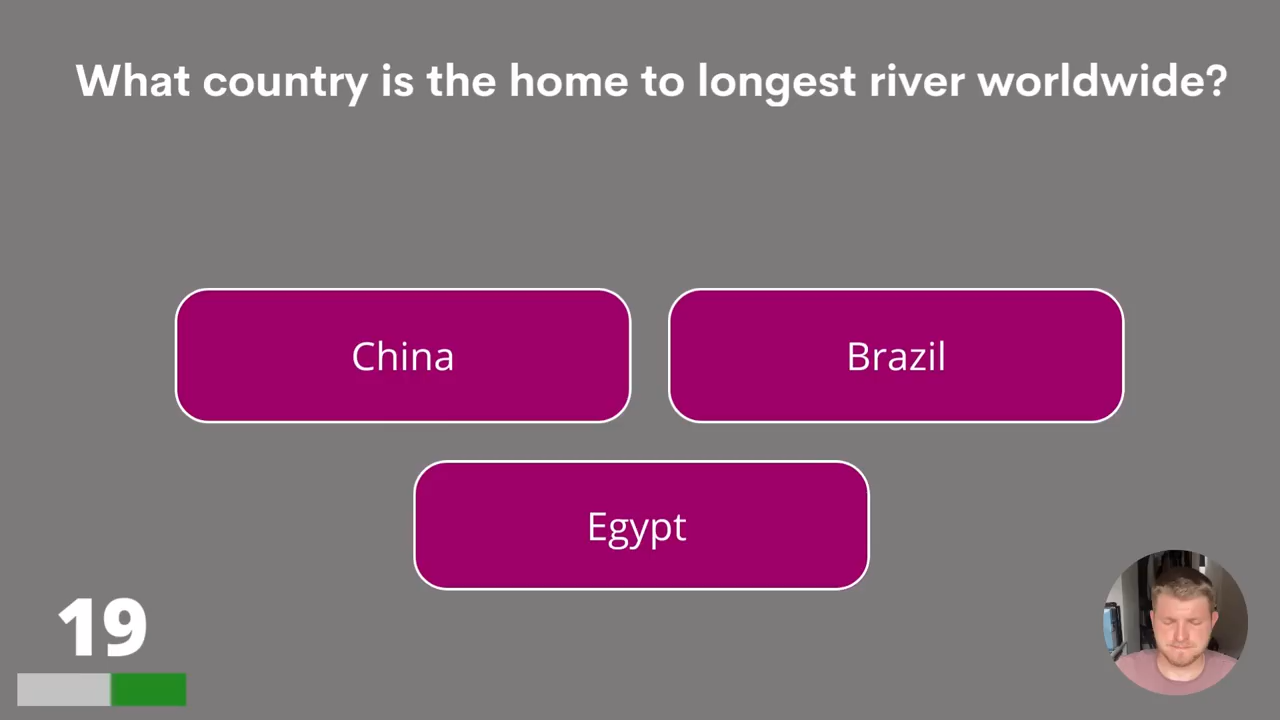 What country is the home to longest river worldwide?
China
Brazil
Egypt
19